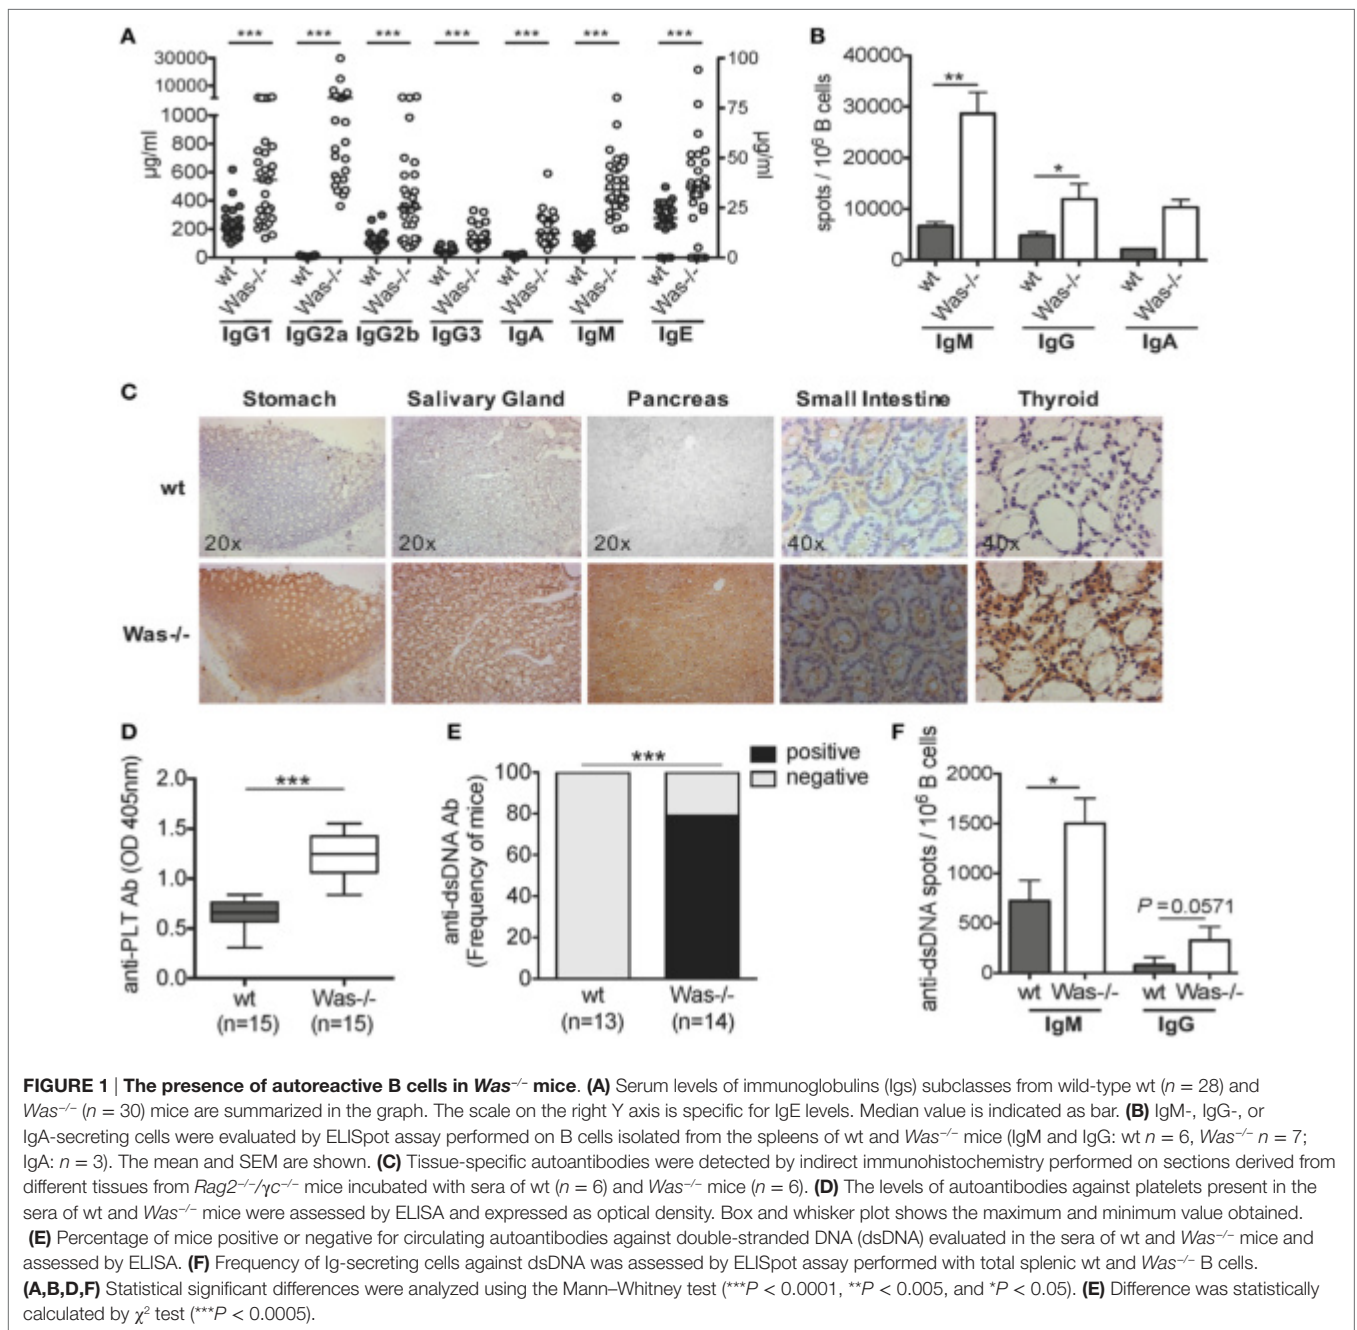 A
*** *** *** *** *** *** ***
30000
10000
1000
800
600
400
200
0
µg/ml
100
75
50
25
0
µg/ml
wt Was-/- wt Was-/- wt Was-/- wt Was-/- wt Was-/- wt Was-/- wt Was-/-
IgG1 IgG2a IgG2b IgG3 IgA IgM IgE
B
40000
30000
20000
10000
0
spots / 10⁶ B cells
**
*
wt Was-/- wt Was-/- wt Was-/-
IgM IgG IgA
C
Stomach Salivary Gland Pancreas Small Intestine Thyroid
wt
20x 20x 20x 40x 40x
Was-/-
D
anti-PLT Ab (OD 405nm)
2.0
1.5
1.0
0.5
0.0
***
wt Was-/-
(n=15) (n=15)
E
anti-dsDNA Ab
(Frequency of mice)
100
80
60
40
20
0
***
positive
negative
wt Was-/-
(n=13) (n=14)
F
anti-dsDNA spots / 10⁶ B cells
2000
1500
1000
500
0
*
P = 0.0571
wt Was-/- wt Was-/-
IgM IgG
FIGURE 1 | The presence of autoreactive B cells in Was⁻/⁻ mice. (A) Serum levels of immunoglobulins (Igs) subclasses from wild-type wt (n = 28) and
Was⁻/⁻ (n = 30) mice are summarized in the graph. The scale on the right Y axis is specific for IgE levels. Median value is indicated as bar. (B) IgM-, IgG-, or
IgA-secreting cells were evaluated by ELISpot assay performed on B cells isolated from the spleens of wt and Was⁻/⁻ mice (IgM and IgG: wt n = 6, Was⁻/⁻ n = 7;
IgA: n = 3). The mean and SEM are shown. (C) Tissue-specific autoantibodies were detected by indirect immunohistochemistry performed on sections derived from
different tissues from Rag2⁻/⁻/γc⁻/⁻ mice incubated with sera of wt (n = 6) and Was⁻/⁻ mice (n = 6). (D) The levels of autoantibodies against platelets present in the
sera of wt and Was⁻/⁻ mice were assessed by ELISA and expressed as optical density. Box and whisker plot shows the maximum and minimum value obtained.
(E) Percentage of mice positive or negative for circulating autoantibodies against double-stranded DNA (dsDNA) evaluated in the sera of wt and Was⁻/⁻ mice and
assessed by ELISA. (F) Frequency of Ig-secreting cells against dsDNA was assessed by ELISpot assay performed with total splenic wt and Was⁻/⁻ B cells.
(A,B,D,F) Statistical significant differences were analyzed using the Mann–Whitney test (***P < 0.0001, **P < 0.005, and *P < 0.05). (E) Difference was statistically
calculated by χ² test (***P < 0.0005).